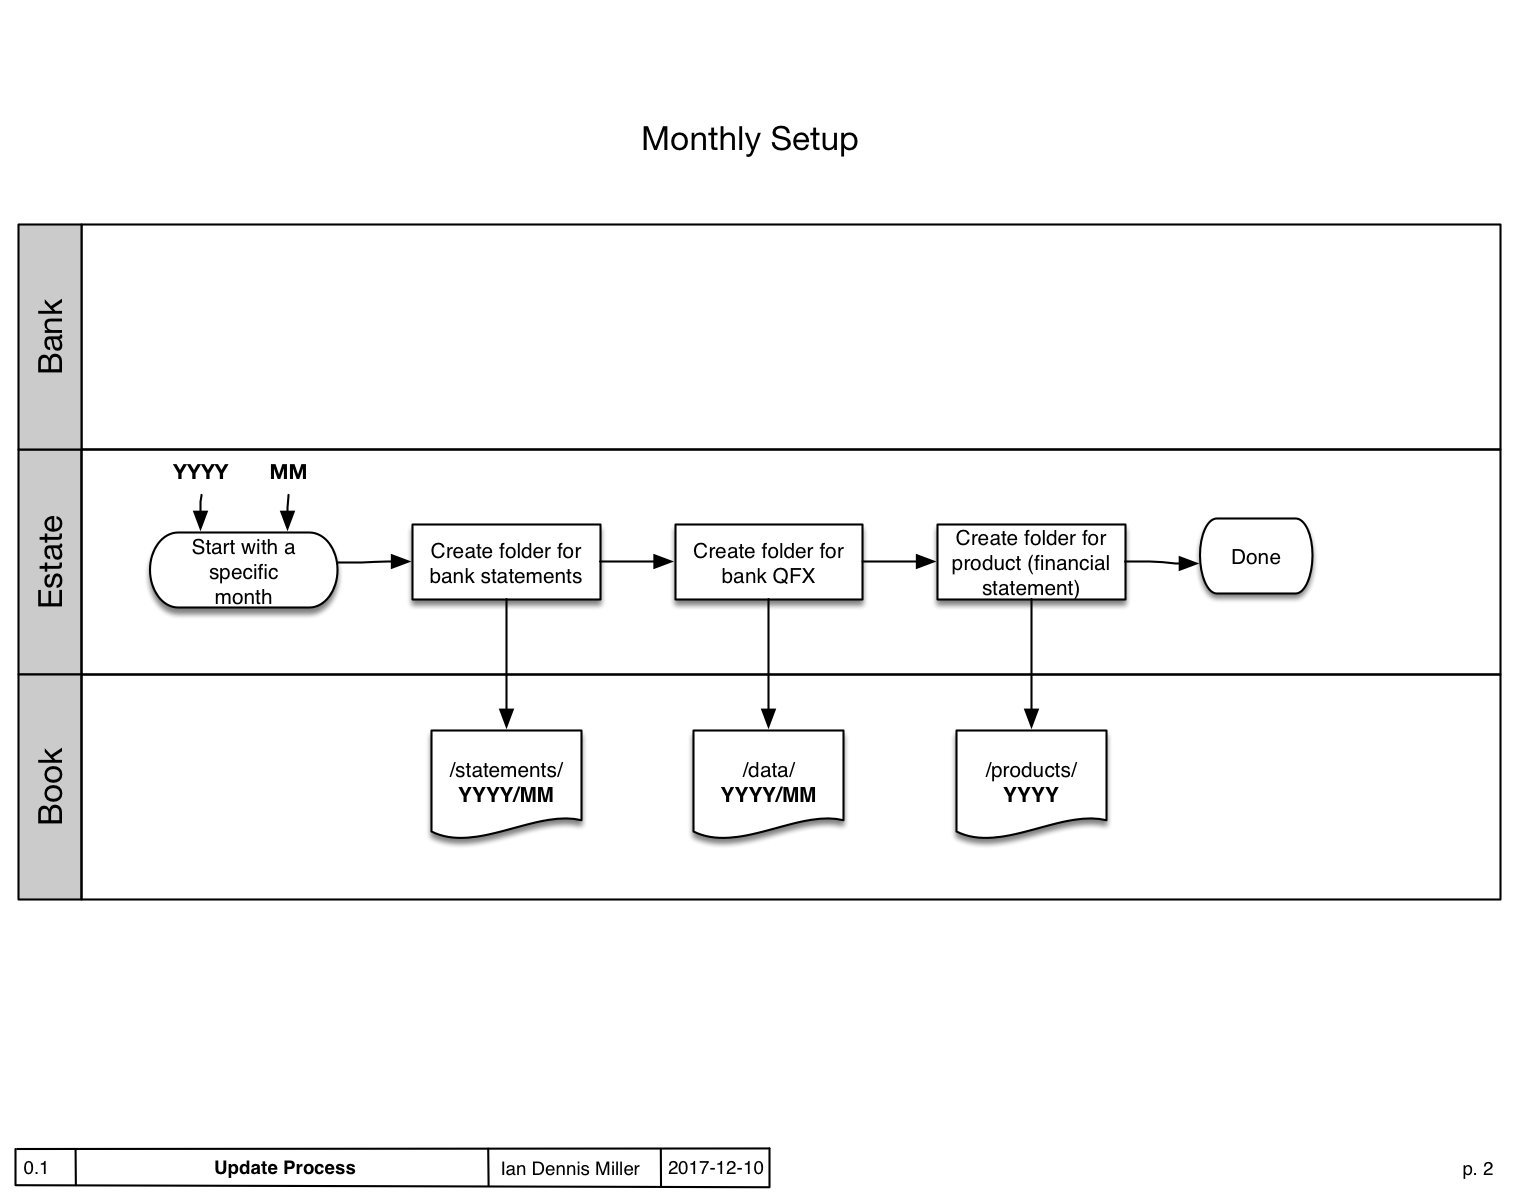 Monthly Setup
Bank
Estate
Book
YYYY
MM
Start with a
specific
month
Create folder for
bank statements
Create folder for
bank QFX
Create folder for
product (financial
statement)
Done
/statements/
YYYY/MM
/data/
YYYY/MM
/products/
YYYY
0.1
Update Process
Ian Dennis Miller
2017-12-10
p. 2